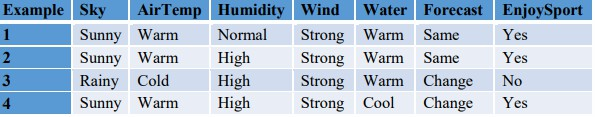 Example Sky AirTemp Humidity Wind Water Forecast EnjoySport
1 Sunny Warm Normal Strong Warm Same Yes
2 Sunny Warm High Strong Warm Same Yes
3 Rainy Cold High Strong Warm Change No
4 Sunny Warm High Strong Cool Change Yes